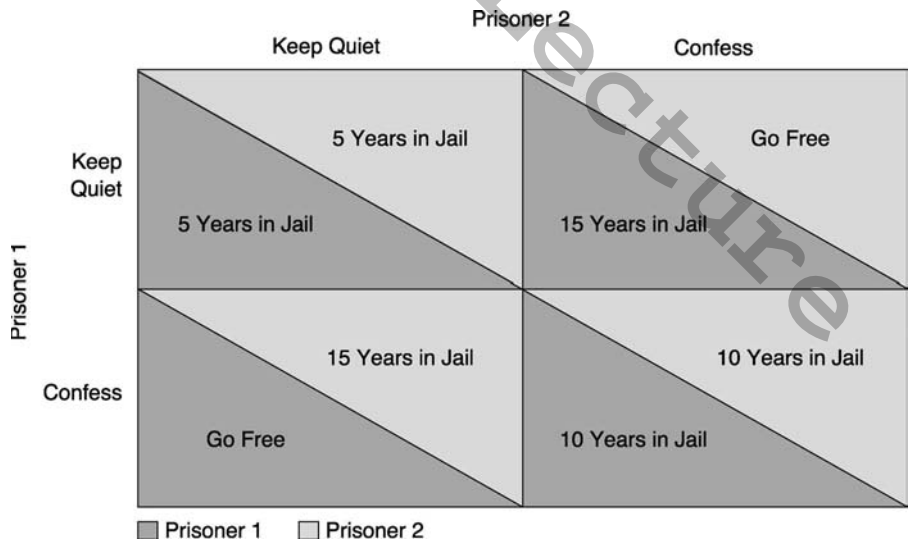 Prisoner 2
Keep Quiet Confess
Keep
Quiet
5 Years in Jail
5 Years in Jail
Go Free
15 Years in Jail
Prisoner 1
Confess
15 Years in Jail
Go Free
10 Years in Jail
10 Years in Jail
Prisoner 1 Prisoner 2